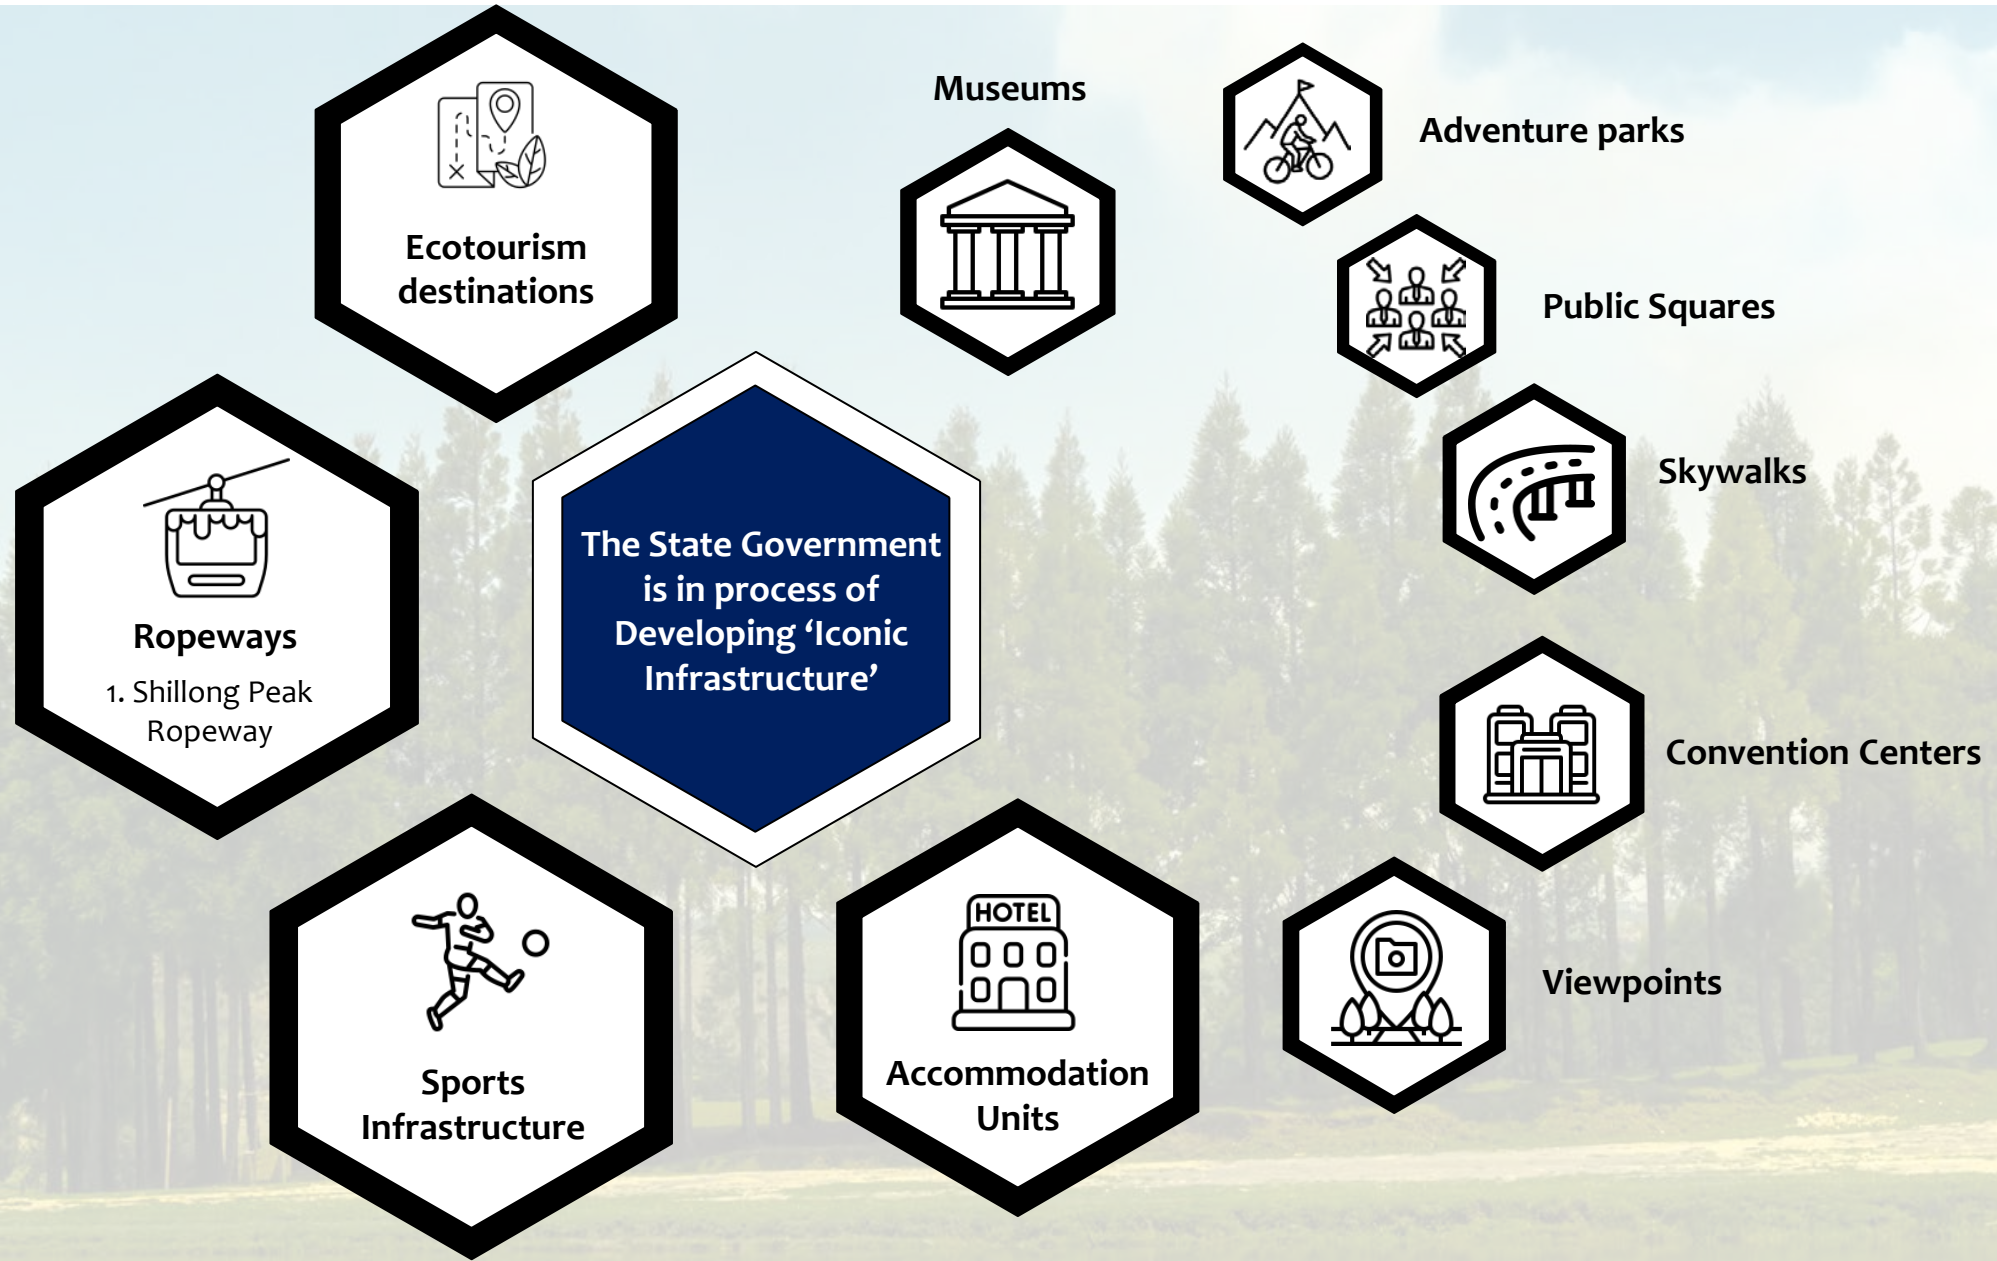 Ecotourism
destinations
Museums
Adventure parks
Public Squares
Skywalks
Ropeways
1. Shillong Peak
Ropeway
The State Government
is in process of
Developing ‘Iconic
Infrastructure’
Convention Centers
Sports
Infrastructure
HOTEL
Accommodation
Units
Viewpoints